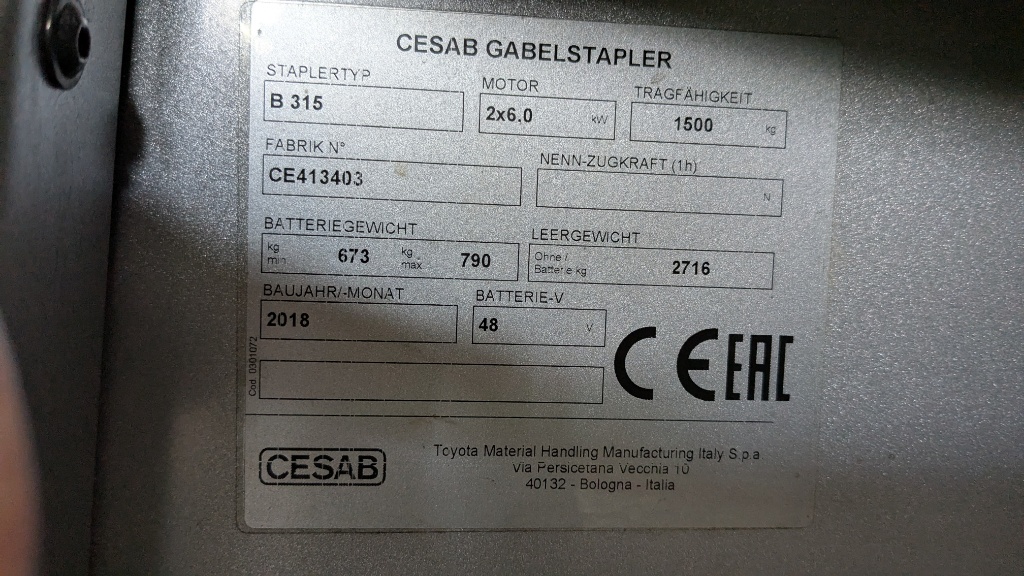 CESAB GABELSTAPLER
STAPLERTYP MOTOR TRAGFÄHIGKEIT
B 315 2x6.0 kW 1500 kg
FABRIK N° NENN-ZUGKRAFT (1h)
CE413403 N
BATTERIEGEWICHT LEERGEWICHT
kg min 673 kg max 790 Ohne / Batterie kg 2716
BAUJAHR/-MONAT BATTERIE-V
2018 48 V
CE EAC
Cod. 0301072
CESAB
Toyota Material Handling Manufacturing Italy S.p.a
Via Persicetana Vecchia 10
40132 - Bologna - Italia